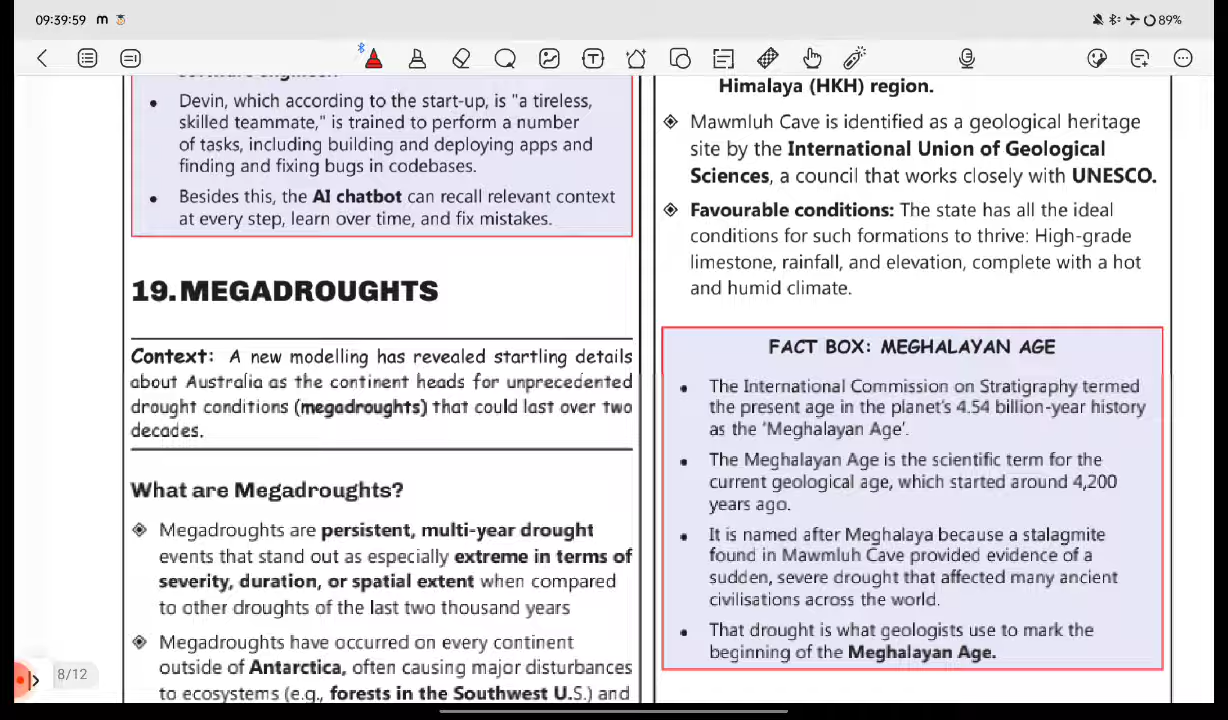 09:39:59 m
89%
Devin, which according to the start-up, is "a tireless,
skilled teammate," is trained to perform a number
of tasks, including building and deploying apps and
finding and fixing bugs in codebases.
Besides this, the AI chatbot can recall relevant context
at every step, learn over time, and fix mistakes.
19.MEGADROUGHTS
Context: A new modelling has revealed startling details
about Australia as the continent heads for unprecedented
drought conditions (megadroughts) that could last over two
decades.
What are Megadroughts?
Megadroughts are persistent, multi-year drought
events that stand out as especially extreme in terms of
severity, duration, or spatial extent when compared
to other droughts of the last two thousand years
Megadroughts have occurred on every continent
outside of Antarctica, often causing major disturbances
to ecosystems (e.g., forests in the Southwest U.S.) and
8/12
Himalaya (HKH) region.
Mawmluh Cave is identified as a geological heritage
site by the International Union of Geological
Sciences, a council that works closely with UNESCO.
Favourable conditions: The state has all the ideal
conditions for such formations to thrive: High-grade
limestone, rainfall, and elevation, complete with a hot
and humid climate.
FACT BOX: MEGHALAYAN AGE
The International Commission on Stratigraphy termed
the present age in the planet's 4.54 billion-year history
as the 'Meghalayan Age'.
The Meghalayan Age is the scientific term for the
current geological age, which started around 4,200
years ago.
It is named after Meghalaya because a stalagmite
found in Mawmluh Cave provided evidence of a
sudden, severe drought that affected many ancient
civilisations across the world.
That drought is what geologists use to mark the
beginning of the Meghalayan Age.